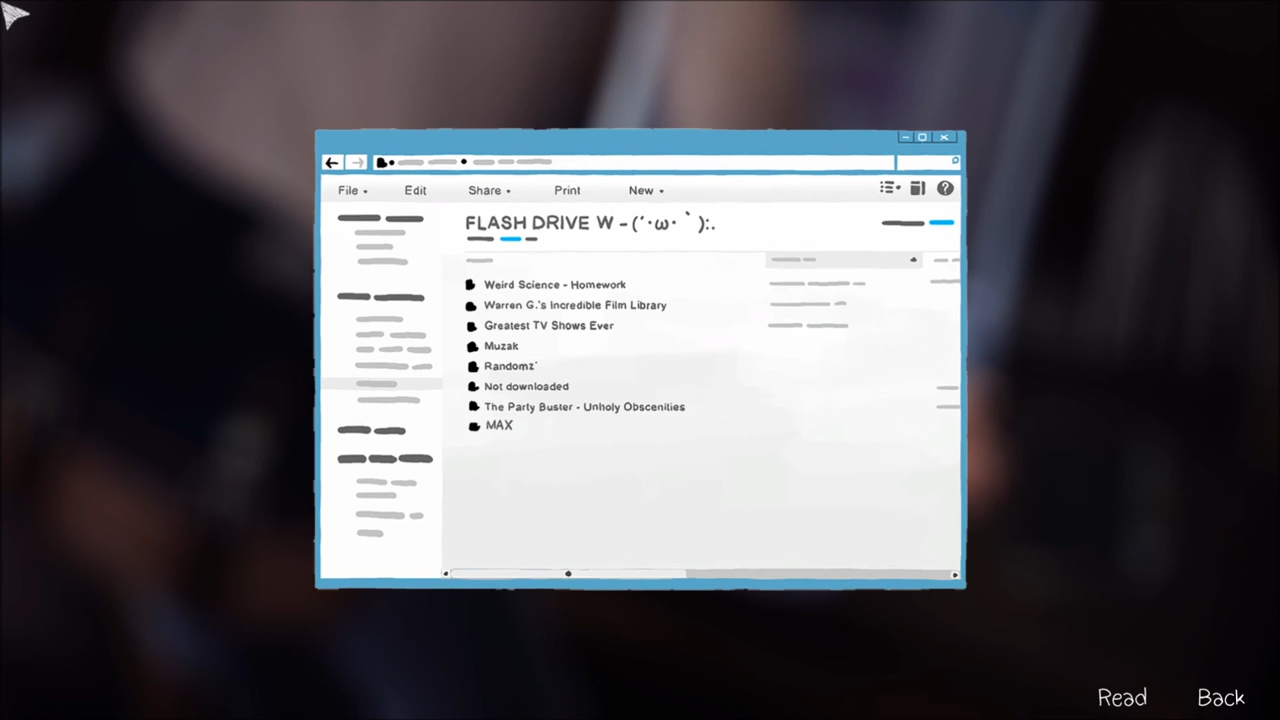 File Edit Share Print New
FLASH DRIVE W -(´･ω･`):.
Weird Science - Homework
Warren G.'s Incredible Film Library
Greatest TV Shows Ever
Muzak
Randomz'
Not downloaded
The Party Buster - Unholy Obscenities
MAX
Read Back